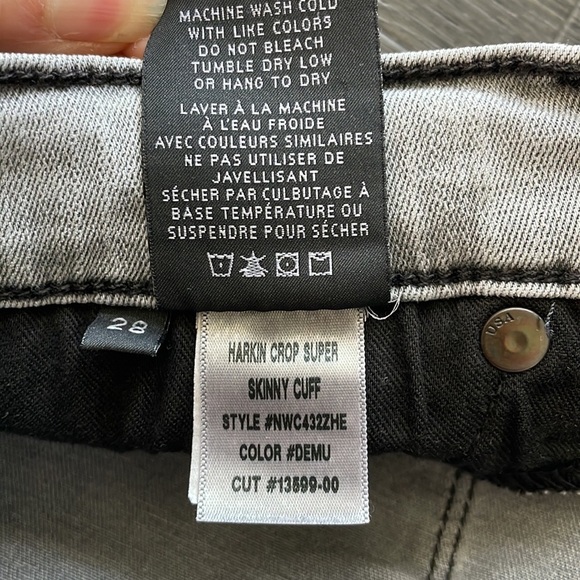 MACHINE WASH COLD
WITH LIKE COLORS
DO NOT BLEACH
TUMBLE DRY LOW
OR HANG TO DRY
LAVER À LA MACHINE
À L'EAU FROIDE
AVEC COULEURS SIMILAIRES
NE PAS UTILISER DE
JAVELLISANT
SÉCHER PAR CULBUTAGE À
BASE TEMPÉRATURE OU
SUSPENDRE POUR SÉCHER
28
USA
HARKIN CROP SUPER
SKINNY CUFF
STYLE #NWC432ZHE
COLOR #DEMU
CUT #13599-00